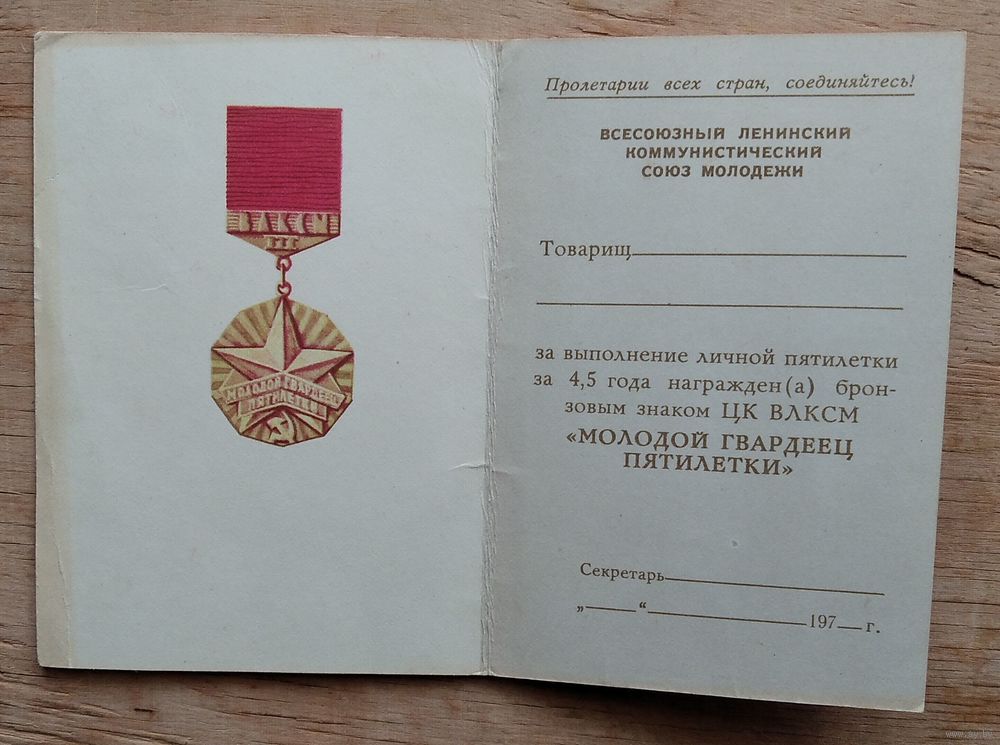 ВЛКСМ
III
МОЛОДОЙ ГВАРДЕЕЦ
ПЯТИЛЕТКИ
Пролетарии всех стран, соединяйтесь!
ВСЕСОЮЗНЫЙ ЛЕНИНСКИЙ
КОММУНИСТИЧЕСКИЙ
СОЮЗ МОЛОДЕЖИ
Товарищ
за выполнение личной пятилетки
за 4,5 года награжден(а) брон-
зовым знаком ЦК ВЛКСМ
«МОЛОДОЙ ГВАРДЕЕЦ
ПЯТИЛЕТКИ»
Секретарь
„ “ 197 г.